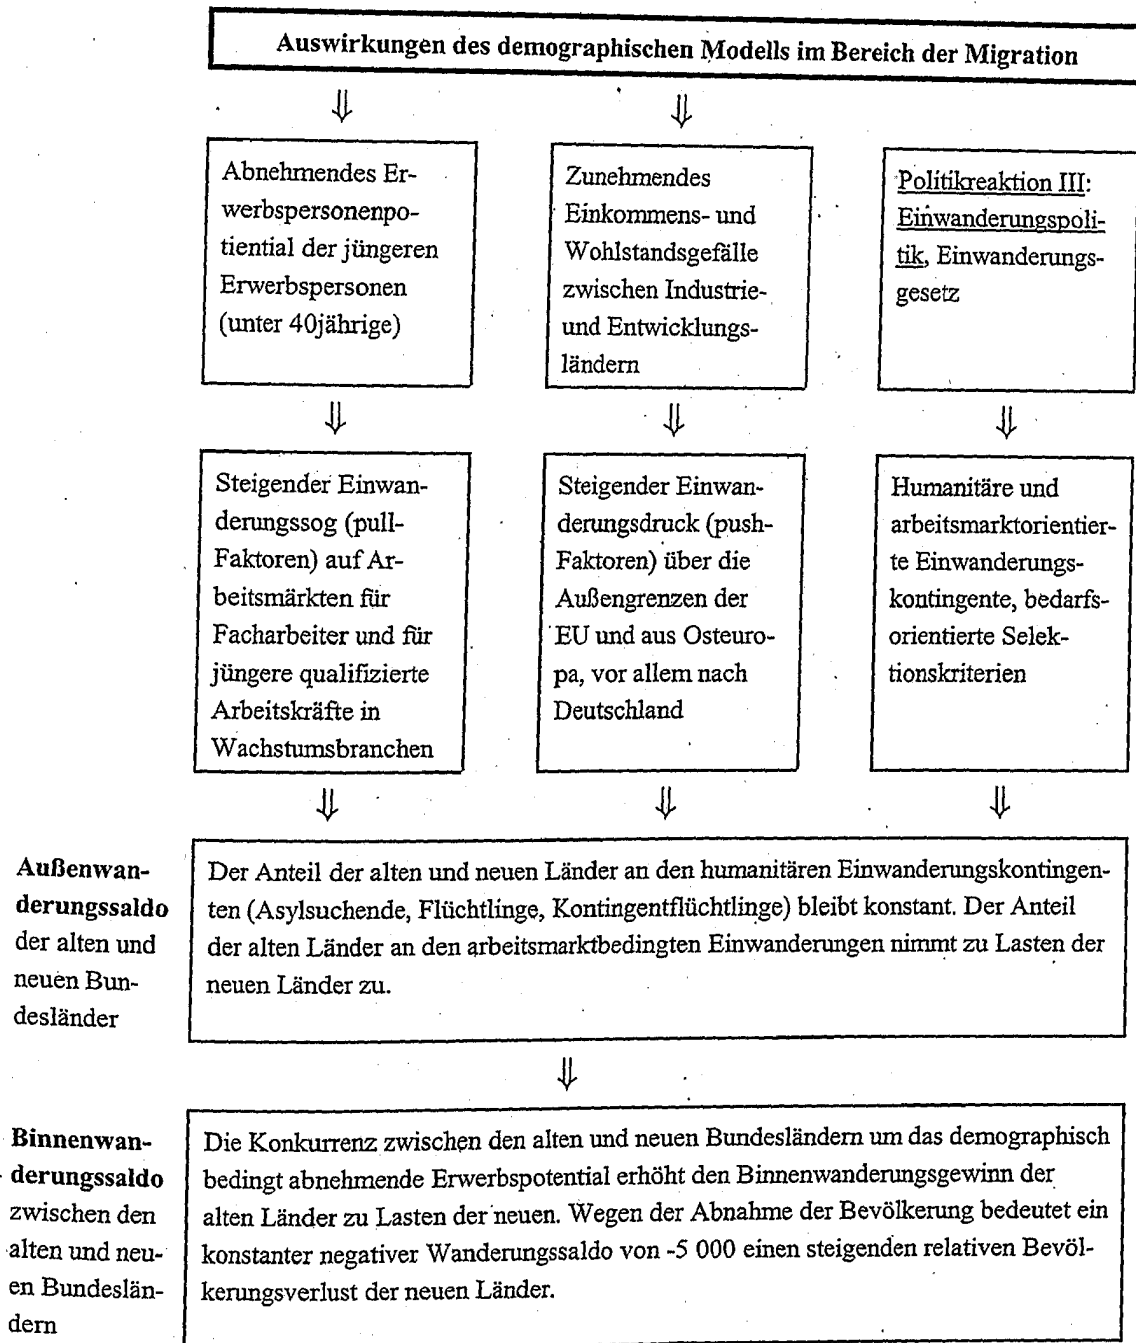 Auswirkungen des demographischen Modells im Bereich der Migration
⇓
⇓
Abnehmendes Er-
werbspersonenpo-
tiential der jüngeren
Erwerbspersonen
(unter 40jährige)
Zunehmendes
Einkommens- und
Wohlstandsgefälle
zwischen Industrie-
und Entwicklungs-
ländern
Politikreaktion III:
Einwanderungspoli-
tik, Einwanderungs-
gesetz
⇓
⇓
⇓
Steigender Einwan-
derungssog (pull-
Faktoren) auf Ar-
beitsmärkten für
Facharbeiter und für
jüngere qualifizierte
Arbeitskräfte in
Wachstumsbranchen
Steigender Einwan-
derungsdruck (push-
Faktoren) über die
Außengrenzen der
EU und aus Osteuro-
pa, vor allem nach
Deutschland
Humanitäre und
arbeitsmarktorientier-
te Einwanderungs-
kontingente, bedarfs-
orientierte Selek-
tionskriterien
⇓
⇓
⇓
Außenwan-
derungssaldo
der alten und
neuen Bun-
desländer
Der Anteil der alten und neuen Länder an den humanitären Einwanderungskontingen-
ten (Asylsuchende, Flüchtlinge, Kontingentflüchtlinge) bleibt konstant. Der Anteil
der alten Länder an den arbeitsmarktbedingten Einwanderungen nimmt zu Lasten der
neuen Länder zu.
⇓
Binnenwan-
derungssaldo
zwischen den
alten und neu-
en Bundeslän-
dern
Die Konkurrenz zwischen den alten und neuen Bundesländern um das demographisch
bedingt abnehmende Erwerbspotential erhöht den Binnenwanderungsgewinn der
alten Länder zu Lasten der neuen. Wegen der Abnahme der Bevölkerung bedeutet ein
konstanter negativer Wanderungssaldo von -5 000 einen steigenden relativen Bevöl-
kerungsverlust der neuen Länder.